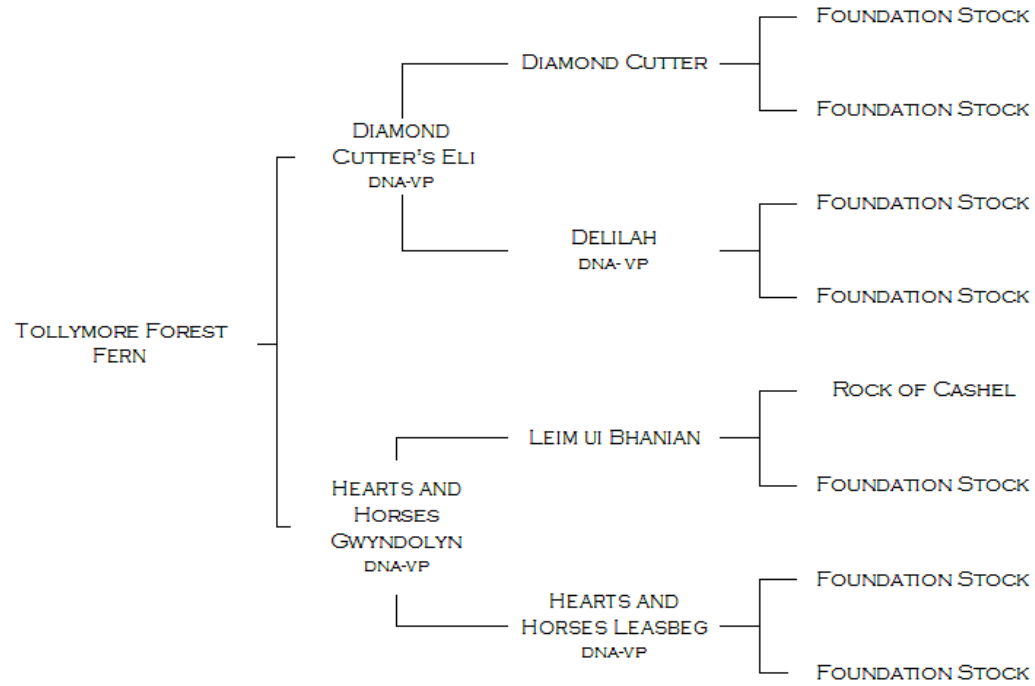 Foundation Stock
Diamond Cutter
Foundation Stock
Diamond
Cutter's Eli
DNA-VP
Foundation Stock
Delilah
DNA- VP
Foundation Stock
Tollymore Forest
Fern
Rock of Cashel
Leim ui Bhanian
Foundation Stock
Hearts and
Horses
Gwyndolyn
DNA-VP
Foundation Stock
Hearts and
Horses Leasbeg
DNA-VP
Foundation Stock